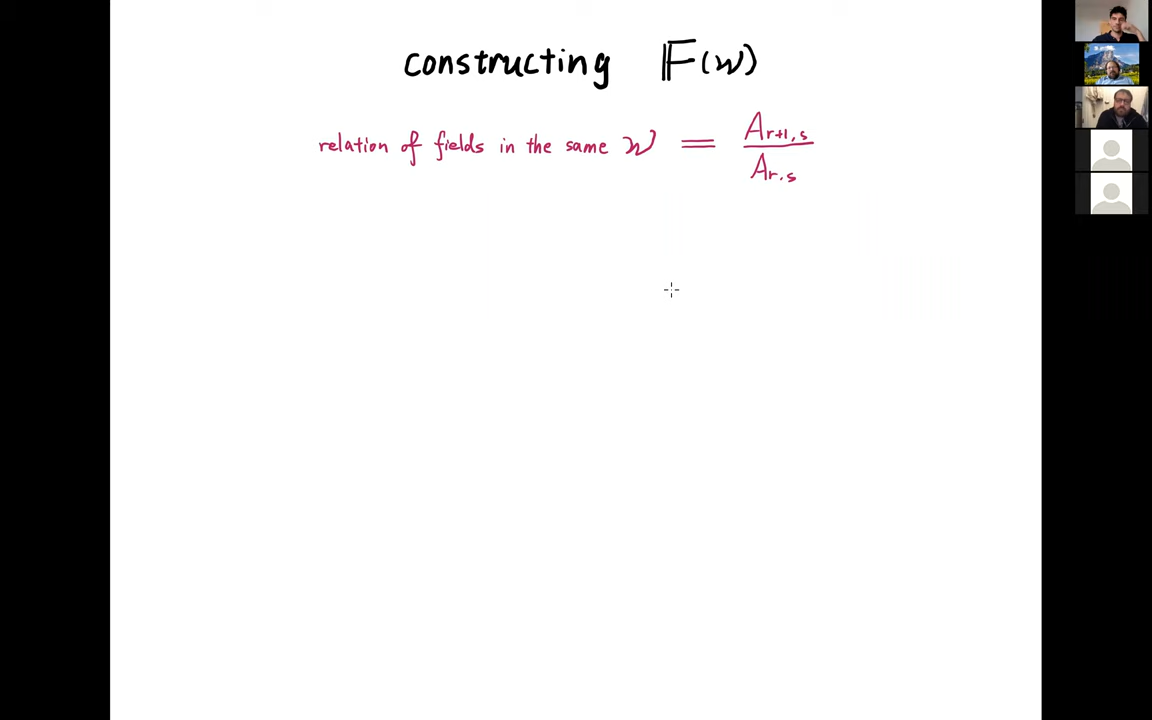 constructing 𝔽(w)
relation of fields in the same w = A_{r+1,s} / A_{r,s}